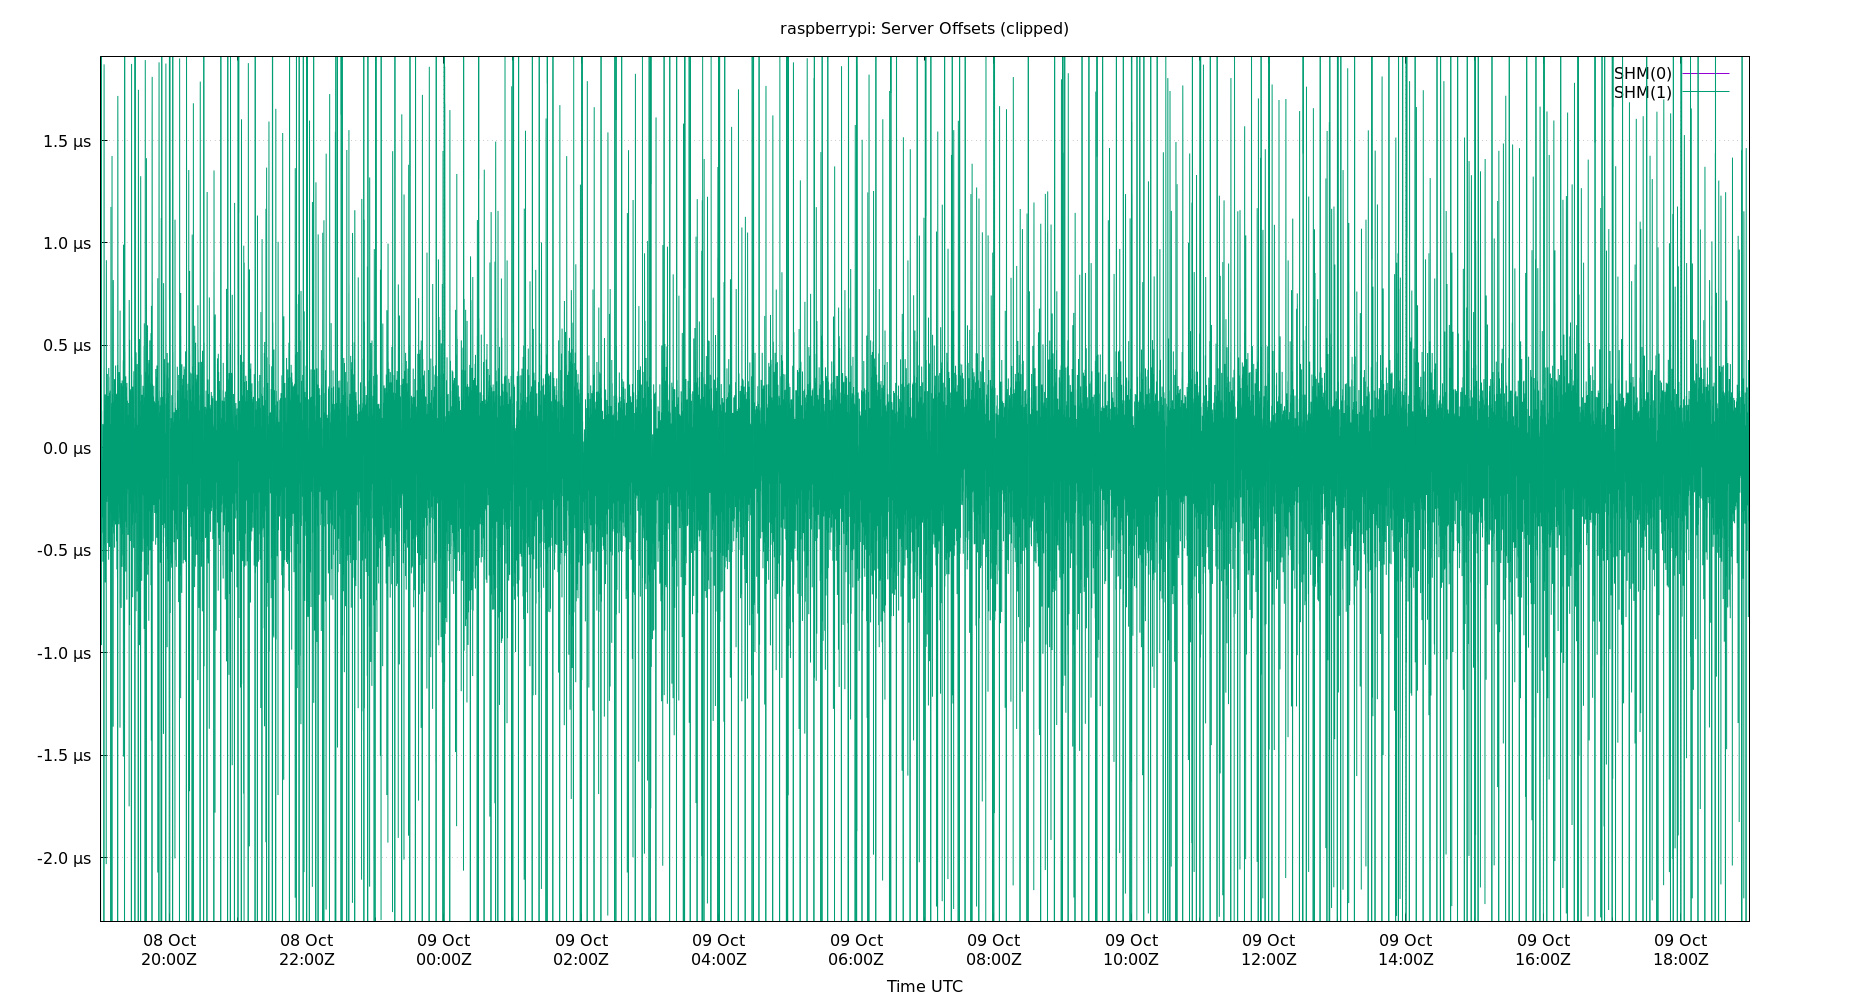 raspberrypi: Server Offsets (clipped)
SHM(0)
SHM(1)
1.5 µs
1.0 µs
0.5 µs
0.0 µs
-0.5 µs
-1.0 µs
-1.5 µs
-2.0 µs
08 Oct 08 Oct 09 Oct 09 Oct 09 Oct 09 Oct 09 Oct 09 Oct 09 Oct 09 Oct 09 Oct 09 Oct
20:00Z 22:00Z 00:00Z 02:00Z 04:00Z 06:00Z 08:00Z 10:00Z 12:00Z 14:00Z 16:00Z 18:00Z
Time UTC